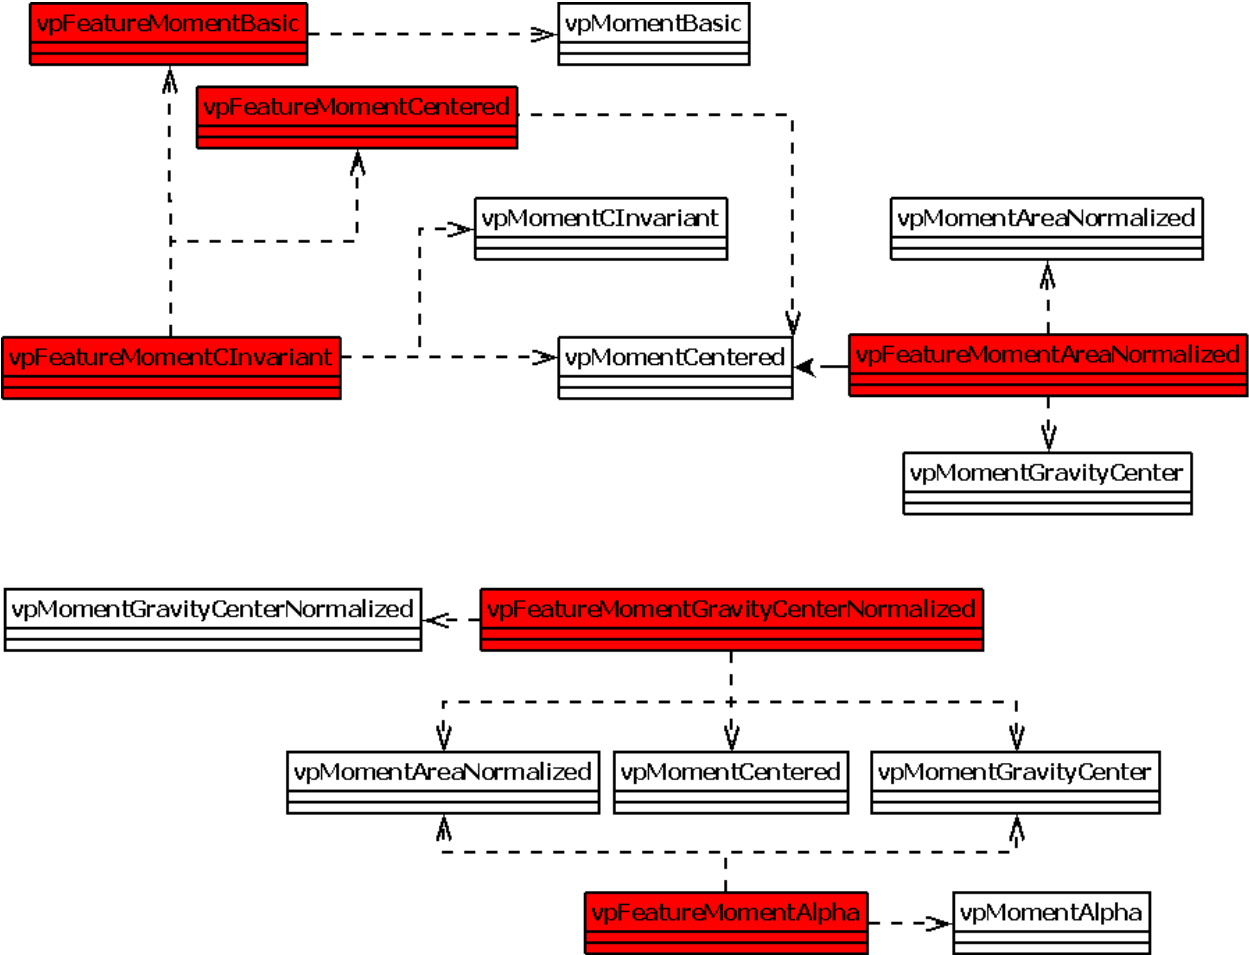 vpFeatureMomentBasic
vpMomentBasic
vpFeatureMomentCentered
vpMomentCInvariant
vpMomentAreaNormalized
vpFeatureMomentCInvariant
vpMomentCentered
vpFeatureMomentAreaNormalized
vpMomentGravityCenter
vpMomentGravityCenterNormalized
vpFeatureMomentGravityCenterNormalized
vpMomentAreaNormalized
vpMomentCentered
vpMomentGravityCenter
vpFeatureMomentAlpha
vpMomentAlpha